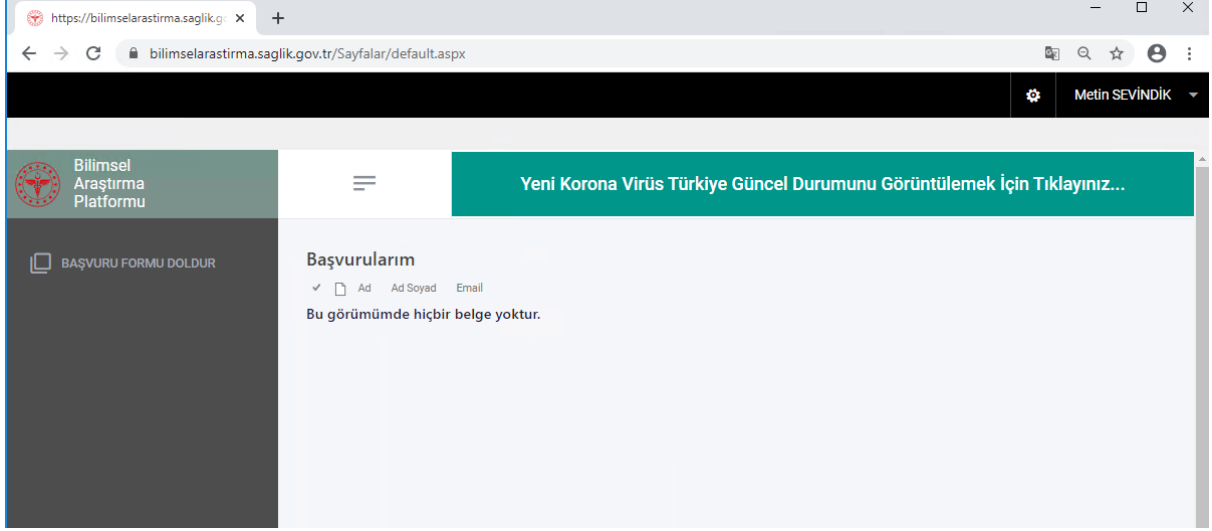 https://bilimselarastirma.saglik.go
bilimselarastirma.saglik.gov.tr/Sayfalar/default.aspx
Metin SEVİNDİK
Bilimsel
Araştırma
Platformu
Yeni Korona Virüs Türkiye Güncel Durumunu Görüntülemek İçin Tıklayınız...
BAŞVURU FORMU DOLDUR
Başvurularım
Ad Ad Soyad Email
Bu görümümde hiçbir belge yoktur.